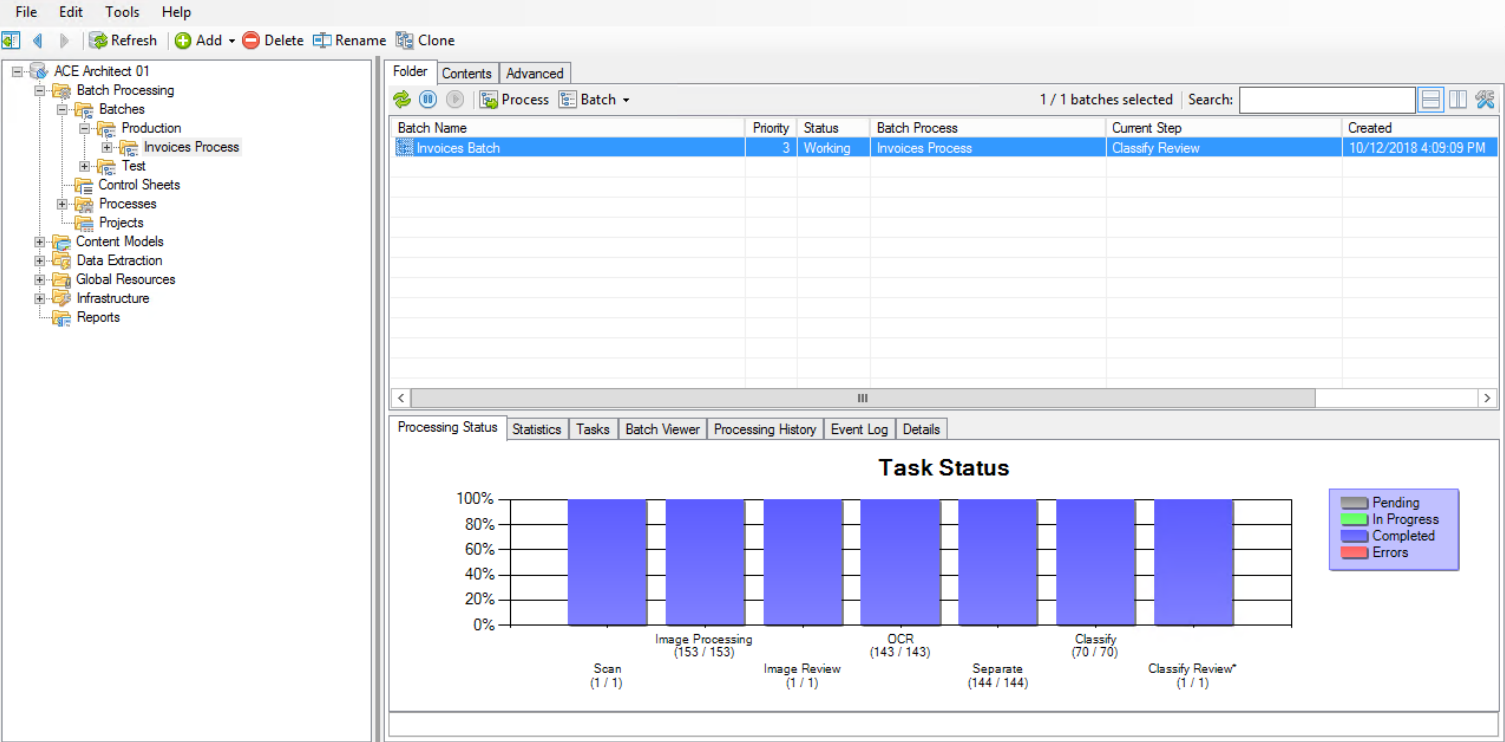 File Edit Tools Help
Refresh Add Delete Rename Clone
ACE Architect 01
Batch Processing
Batches
Production
Invoices Process
Test
Control Sheets
Processes
Projects
Content Models
Data Extraction
Global Resources
Infrastructure
Reports
Folder Contents Advanced
Process Batch 1 / 1 batches selected Search:
Batch Name Priority Status Batch Process Current Step Created
Invoices Batch 3 Working Invoices Process Classify Review 10/12/2018 4:09:09 PM
Processing Status Statistics Tasks Batch Viewer Processing History Event Log Details
Task Status
100%
80%
60%
40%
20%
0%
Pending
In Progress
Completed
Errors
Scan
(1 / 1)
Image Processing
(153 / 153)
Image Review
(1 / 1)
OCR
(143 / 143)
Separate
(144 / 144)
Classify
(70 / 70)
Classify Review*
(1 / 1)